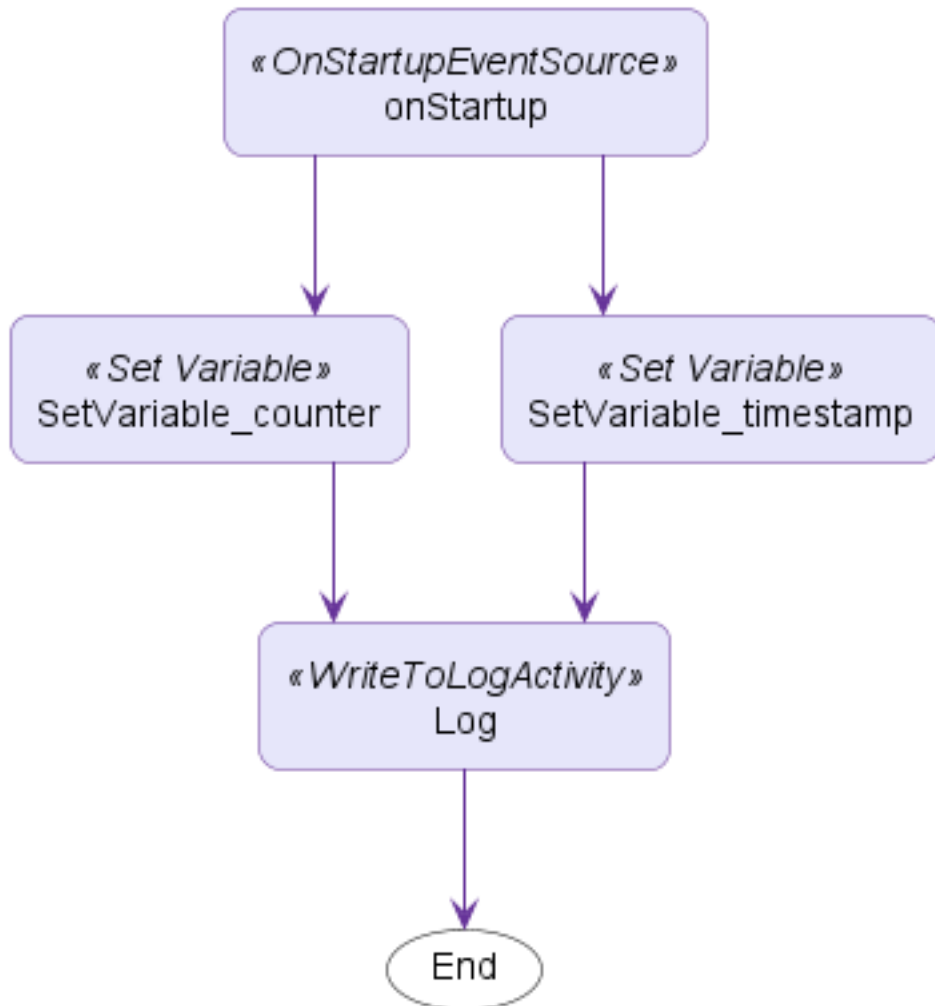 «OnStartupEventSource»
onStartup
«Set Variable»
SetVariable_counter
«Set Variable»
SetVariable_timestamp
«WriteToLogActivity»
Log
End